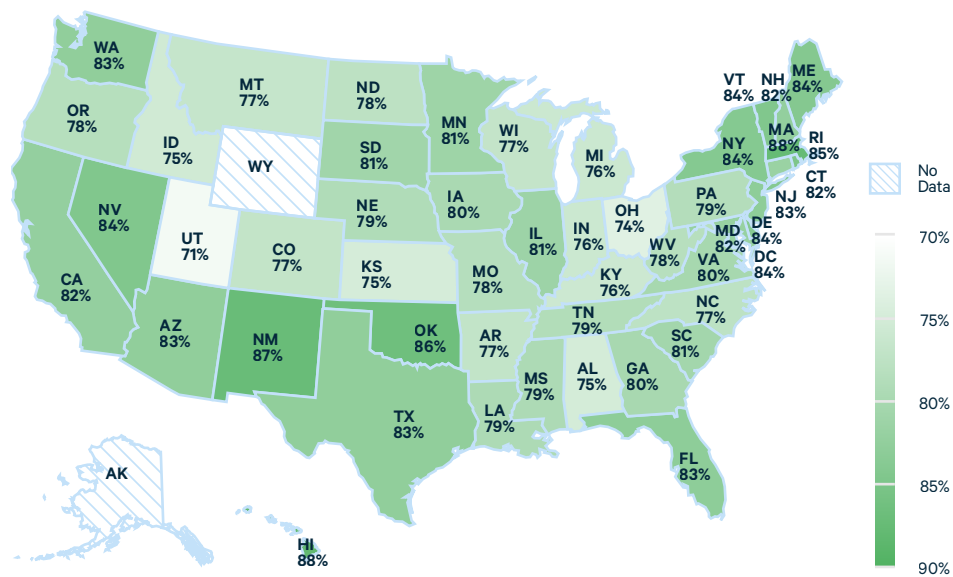 WA
83%
OR
78%
ID
75%
MT
77%
ND
78%
MN
81%
WI
77%
MI
76%
VT
84%
NH
82%
ME
84%
NY
84%
MA
88%
RI
85%
CT
82%
NJ
83%
PA
79%
DE
84%
MD
82%
DC
84%
WY
SD
81%
NE
79%
IA
80%
IL
81%
IN
76%
OH
74%
WV
78%
VA
80%
NV
84%
UT
71%
CO
77%
KS
75%
MO
78%
KY
76%
NC
77%
CA
82%
AZ
83%
NM
87%
OK
86%
AR
77%
TN
79%
SC
81%
TX
83%
LA
79%
MS
79%
AL
75%
GA
80%
FL
83%
AK
HI
88%
No
Data
70%
75%
80%
85%
90%